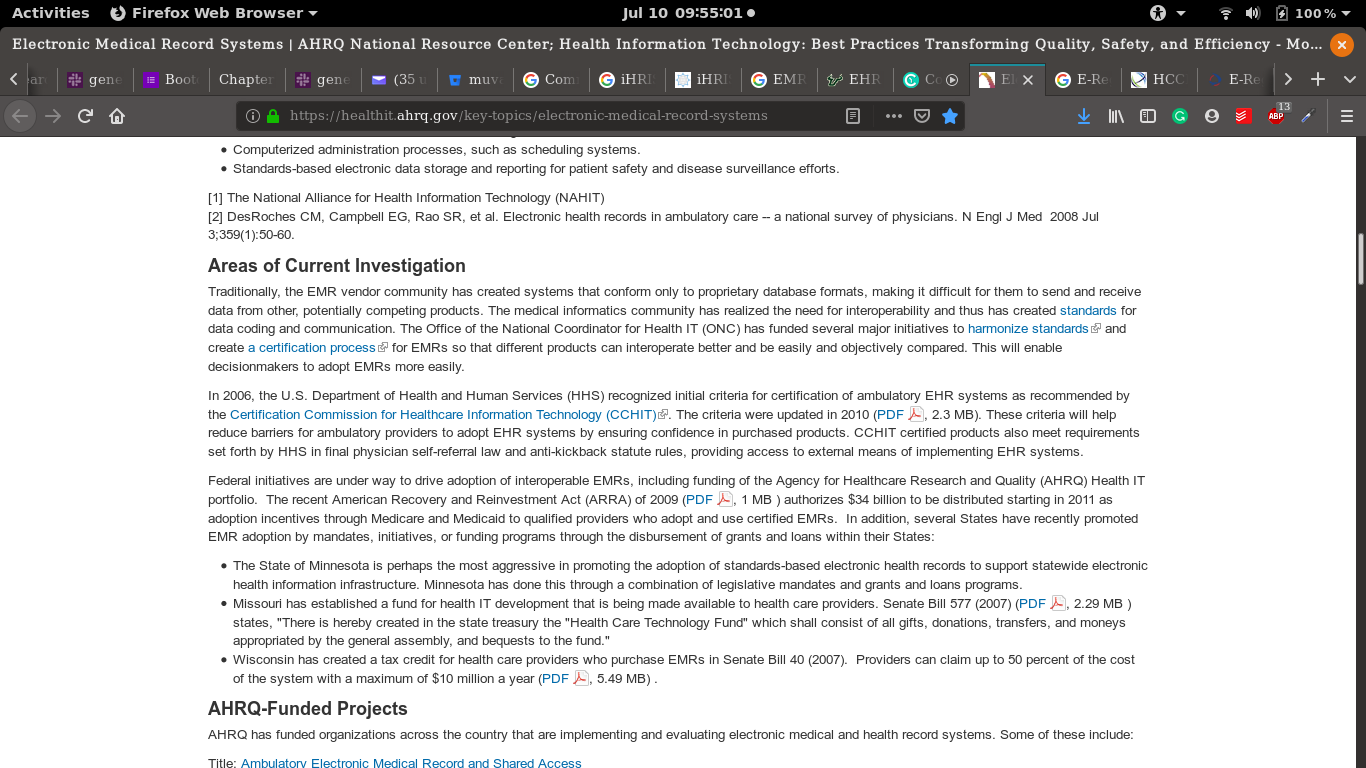 Activities Firefox Web Browser Jul 10 09:55:01 100 %
Electronic Medical Record Systems | AHRQ National Resource Center; Health Information Technology: Best Practices Transforming Quality, Safety, and Efficiency - Mo...
gene Boot Chapter gene (35 u muv Com iHRI iHRI EMR EHR Co El E-Re HCC E-Re
https://healthit.ahrq.gov/key-topics/electronic-medical-record-systems ABP 13
• Computerized administration processes, such as scheduling systems.
• Standards-based electronic data storage and reporting for patient safety and disease surveillance efforts.
[1] The National Alliance for Health Information Technology (NAHIT)
[2] DesRoches CM, Campbell EG, Rao SR, et al. Electronic health records in ambulatory care -- a national survey of physicians. N Engl J Med 2008 Jul
3;359(1):50-60.
Areas of Current Investigation
Traditionally, the EMR vendor community has created systems that conform only to proprietary database formats, making it difficult for them to send and receive
data from other, potentially competing products. The medical informatics community has realized the need for interoperability and thus has created standards for
data coding and communication. The Office of the National Coordinator for Health IT (ONC) has funded several major initiatives to harmonize standards and
create a certification process for EMRs so that different products can interoperate better and be easily and objectively compared. This will enable
decisionmakers to adopt EMRs more easily.
In 2006, the U.S. Department of Health and Human Services (HHS) recognized initial criteria for certification of ambulatory EHR systems as recommended by
the Certification Commission for Healthcare Information Technology (CCHIT). The criteria were updated in 2010 (PDF , 2.3 MB). These criteria will help
reduce barriers for ambulatory providers to adopt EHR systems by ensuring confidence in purchased products. CCHIT certified products also meet requirements
set forth by HHS in final physician self-referral law and anti-kickback statute rules, providing access to external means of implementing EHR systems.
Federal initiatives are under way to drive adoption of interoperable EMRs, including funding of the Agency for Healthcare Research and Quality (AHRQ) Health IT
portfolio. The recent American Recovery and Reinvestment Act (ARRA) of 2009 (PDF , 1 MB ) authorizes $34 billion to be distributed starting in 2011 as
adoption incentives through Medicare and Medicaid to qualified providers who adopt and use certified EMRs. In addition, several States have recently promoted
EMR adoption by mandates, initiatives, or funding programs through the disbursement of grants and loans within their States:
• The State of Minnesota is perhaps the most aggressive in promoting the adoption of standards-based electronic health records to support statewide electronic
health information infrastructure. Minnesota has done this through a combination of legislative mandates and grants and loans programs.
• Missouri has established a fund for health IT development that is being made available to health care providers. Senate Bill 577 (2007) (PDF , 2.29 MB )
states, "There is hereby created in the state treasury the "Health Care Technology Fund" which shall consist of all gifts, donations, transfers, and moneys
appropriated by the general assembly, and bequests to the fund."
• Wisconsin has created a tax credit for health care providers who purchase EMRs in Senate Bill 40 (2007). Providers can claim up to 50 percent of the cost
of the system with a maximum of $10 million a year (PDF , 5.49 MB) .
AHRQ-Funded Projects
AHRQ has funded organizations across the country that are implementing and evaluating electronic medical and health record systems. Some of these include:
Title: Ambulatory Electronic Medical Record and Shared Access